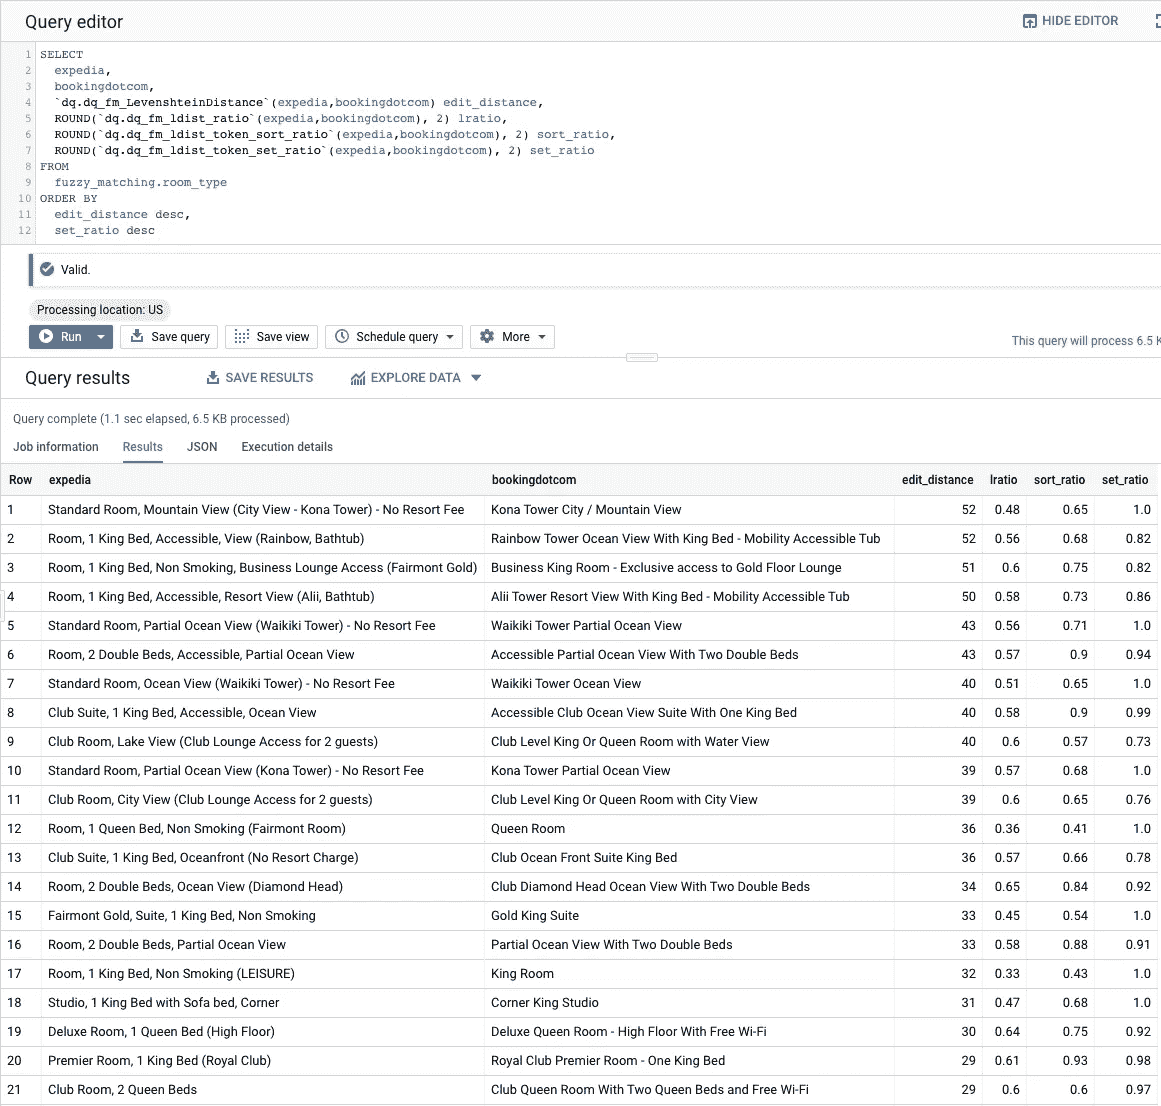 Query editor
HIDE EDITOR
1 SELECT
2 expedia,
3 bookingdotcom,
4 `dq.dq_fm_LevenshteinDistance`(expedia,bookingdotcom) edit_distance,
5 ROUND(`dq.dq_fm_ldist_ratio`(expedia,bookingdotcom), 2) lratio,
6 ROUND(`dq.dq_fm_ldist_token_sort_ratio`(expedia,bookingdotcom), 2) sort_ratio,
7 ROUND(`dq.dq_fm_ldist_token_set_ratio`(expedia,bookingdotcom), 2) set_ratio
8 FROM
9 fuzzy_matching.room_type
10 ORDER BY
11 edit_distance desc,
12 set_ratio desc
Valid.
Processing location: US
Run Save query Save view Schedule query More
This query will process 6.5 K
Query results SAVE RESULTS EXPLORE DATA
Query complete (1.1 sec elapsed, 6.5 KB processed)
Job information Results JSON Execution details
Row expedia bookingdotcom edit_distance lratio sort_ratio set_ratio
1 Standard Room, Mountain View (City View - Kona Tower) - No Resort Fee Kona Tower City / Mountain View 52 0.48 0.65 1.0
2 Room, 1 King Bed, Accessible, View (Rainbow, Bathtub) Rainbow Tower Ocean View With King Bed - Mobility Accessible Tub 52 0.56 0.68 0.82
3 Room, 1 King Bed, Non Smoking, Business Lounge Access (Fairmont Gold) Business King Room - Exclusive access to Gold Floor Lounge 51 0.6 0.75 0.82
4 Room, 1 King Bed, Accessible, Resort View (Alii, Bathtub) Alii Tower Resort View With King Bed - Mobility Accessible Tub 50 0.58 0.73 0.86
5 Standard Room, Partial Ocean View (Waikiki Tower) - No Resort Fee Waikiki Tower Partial Ocean View 43 0.56 0.71 1.0
6 Room, 2 Double Beds, Accessible, Partial Ocean View Accessible Partial Ocean View With Two Double Beds 43 0.57 0.9 0.94
7 Standard Room, Ocean View (Waikiki Tower) - No Resort Fee Waikiki Tower Ocean View 40 0.51 0.65 1.0
8 Club Suite, 1 King Bed, Accessible, Ocean View Accessible Club Ocean View Suite With One King Bed 40 0.58 0.9 0.99
9 Club Room, Lake View (Club Lounge Access for 2 guests) Club Level King Or Queen Room with Water View 40 0.6 0.57 0.73
10 Standard Room, Partial Ocean View (Kona Tower) - No Resort Fee Kona Tower Partial Ocean View 39 0.57 0.68 1.0
11 Club Room, City View (Club Lounge Access for 2 guests) Club Level King Or Queen Room with City View 39 0.6 0.65 0.76
12 Room, 1 Queen Bed, Non Smoking (Fairmont Room) Queen Room 36 0.36 0.41 1.0
13 Club Suite, 1 King Bed, Oceanfront (No Resort Charge) Club Ocean Front Suite King Bed 36 0.57 0.66 0.78
14 Room, 2 Double Beds, Ocean View (Diamond Head) Club Diamond Head Ocean View With Two Double Beds 34 0.65 0.84 0.92
15 Fairmont Gold, Suite, 1 King Bed, Non Smoking Gold King Suite 33 0.45 0.54 1.0
16 Room, 2 Double Beds, Partial Ocean View Partial Ocean View With Two Double Beds 33 0.58 0.88 0.91
17 Room, 1 King Bed, Non Smoking (LEISURE) King Room 32 0.33 0.43 1.0
18 Studio, 1 King Bed with Sofa bed, Corner Corner King Studio 31 0.47 0.68 1.0
19 Deluxe Room, 1 Queen Bed (High Floor) Deluxe Queen Room - High Floor With Free Wi-Fi 30 0.64 0.75 0.92
20 Premier Room, 1 King Bed (Royal Club) Royal Club Premier Room - One King Bed 29 0.61 0.93 0.98
21 Club Room, 2 Queen Beds Club Queen Room With Two Queen Beds and Free Wi-Fi 29 0.6 0.6 0.97